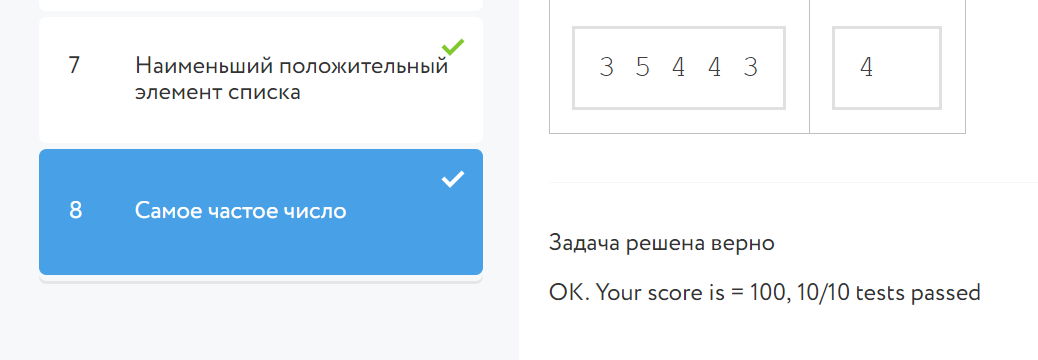 7 Наименьший положительный
элемент списка
8 Самое частое число
3 5 4 4 3
4
Задача решена верно
OK. Your score is = 100, 10/10 tests passed